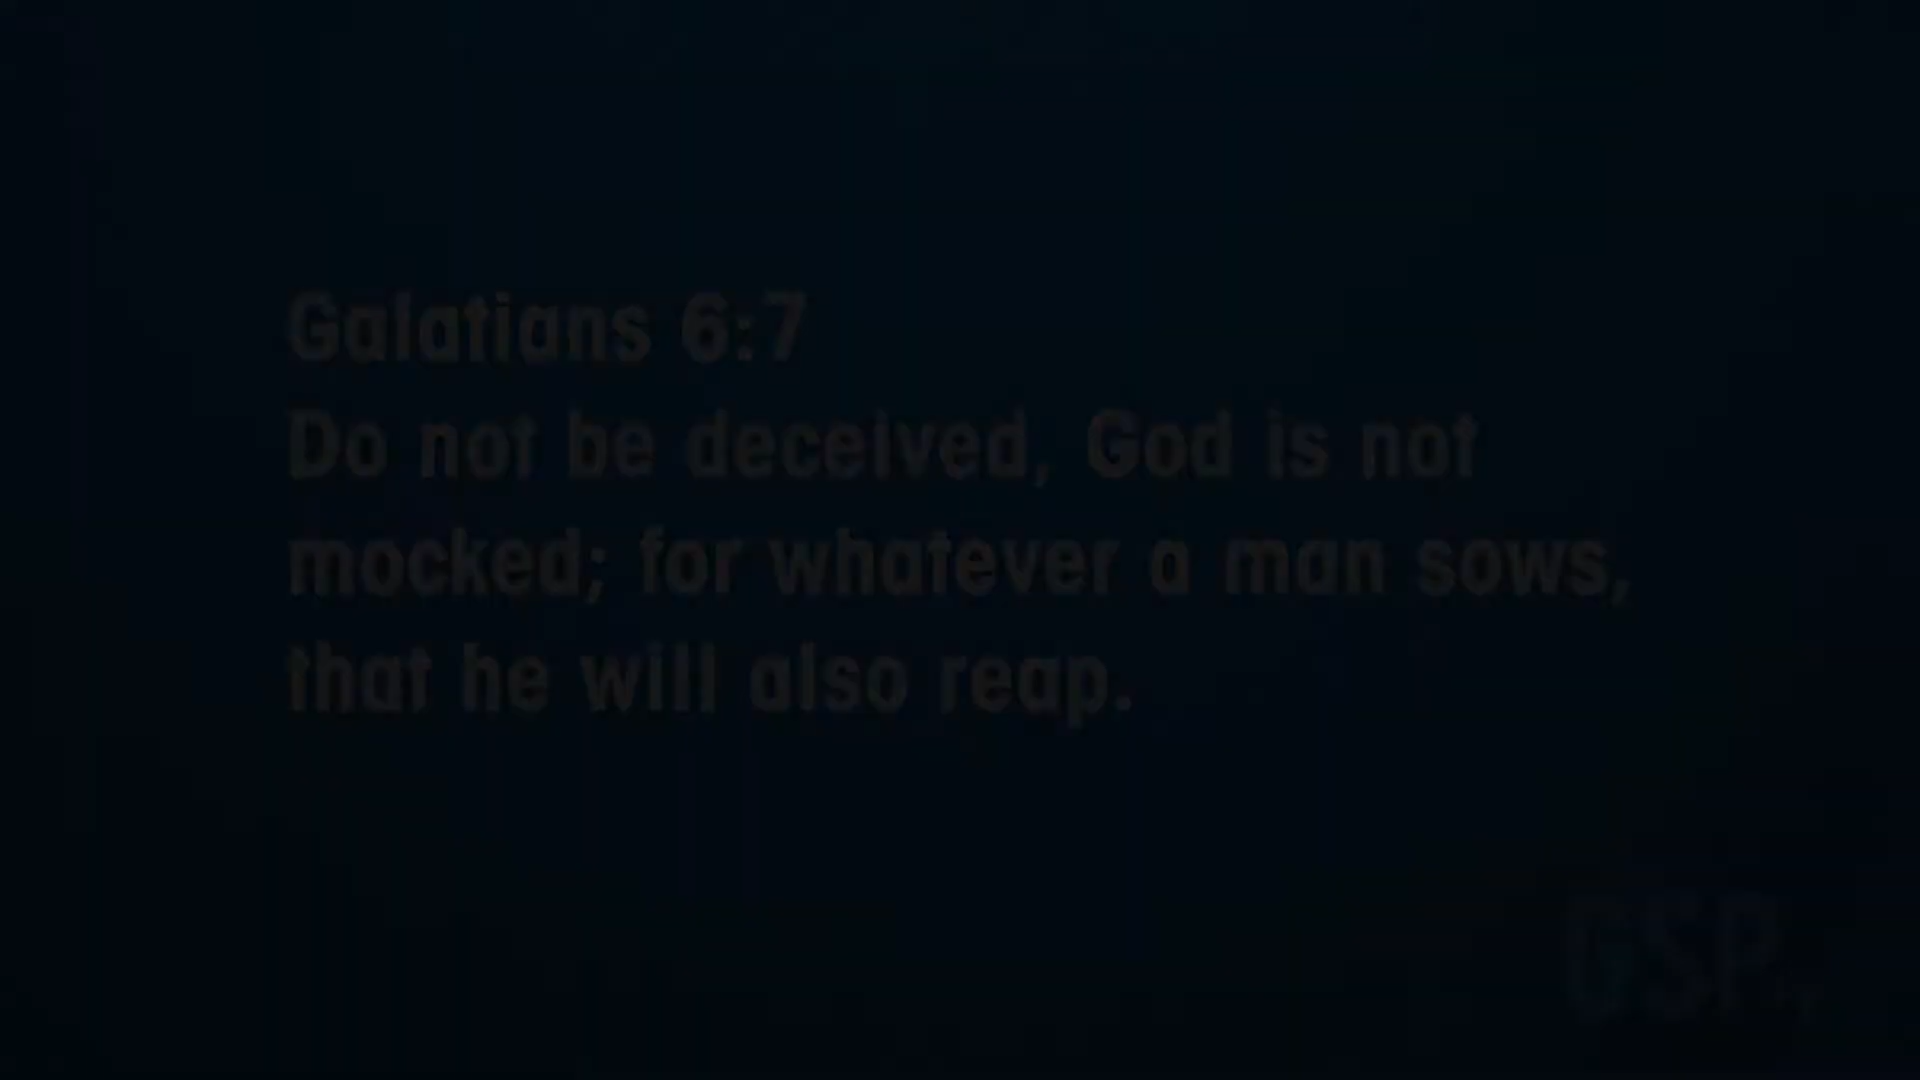 Galatians 6:7
Do not be deceived, God is not
mocked; for whatever a man sows,
that he will also reap.
GSP